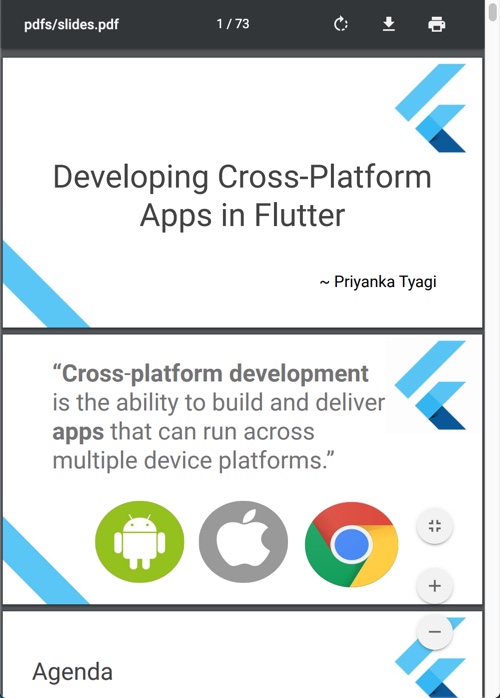 pdfs/slides.pdf 1 / 73
Developing Cross-Platform
Apps in Flutter
~ Priyanka Tyagi
“Cross-platform development
is the ability to build and deliver
apps that can run across
multiple device platforms.”
Agenda